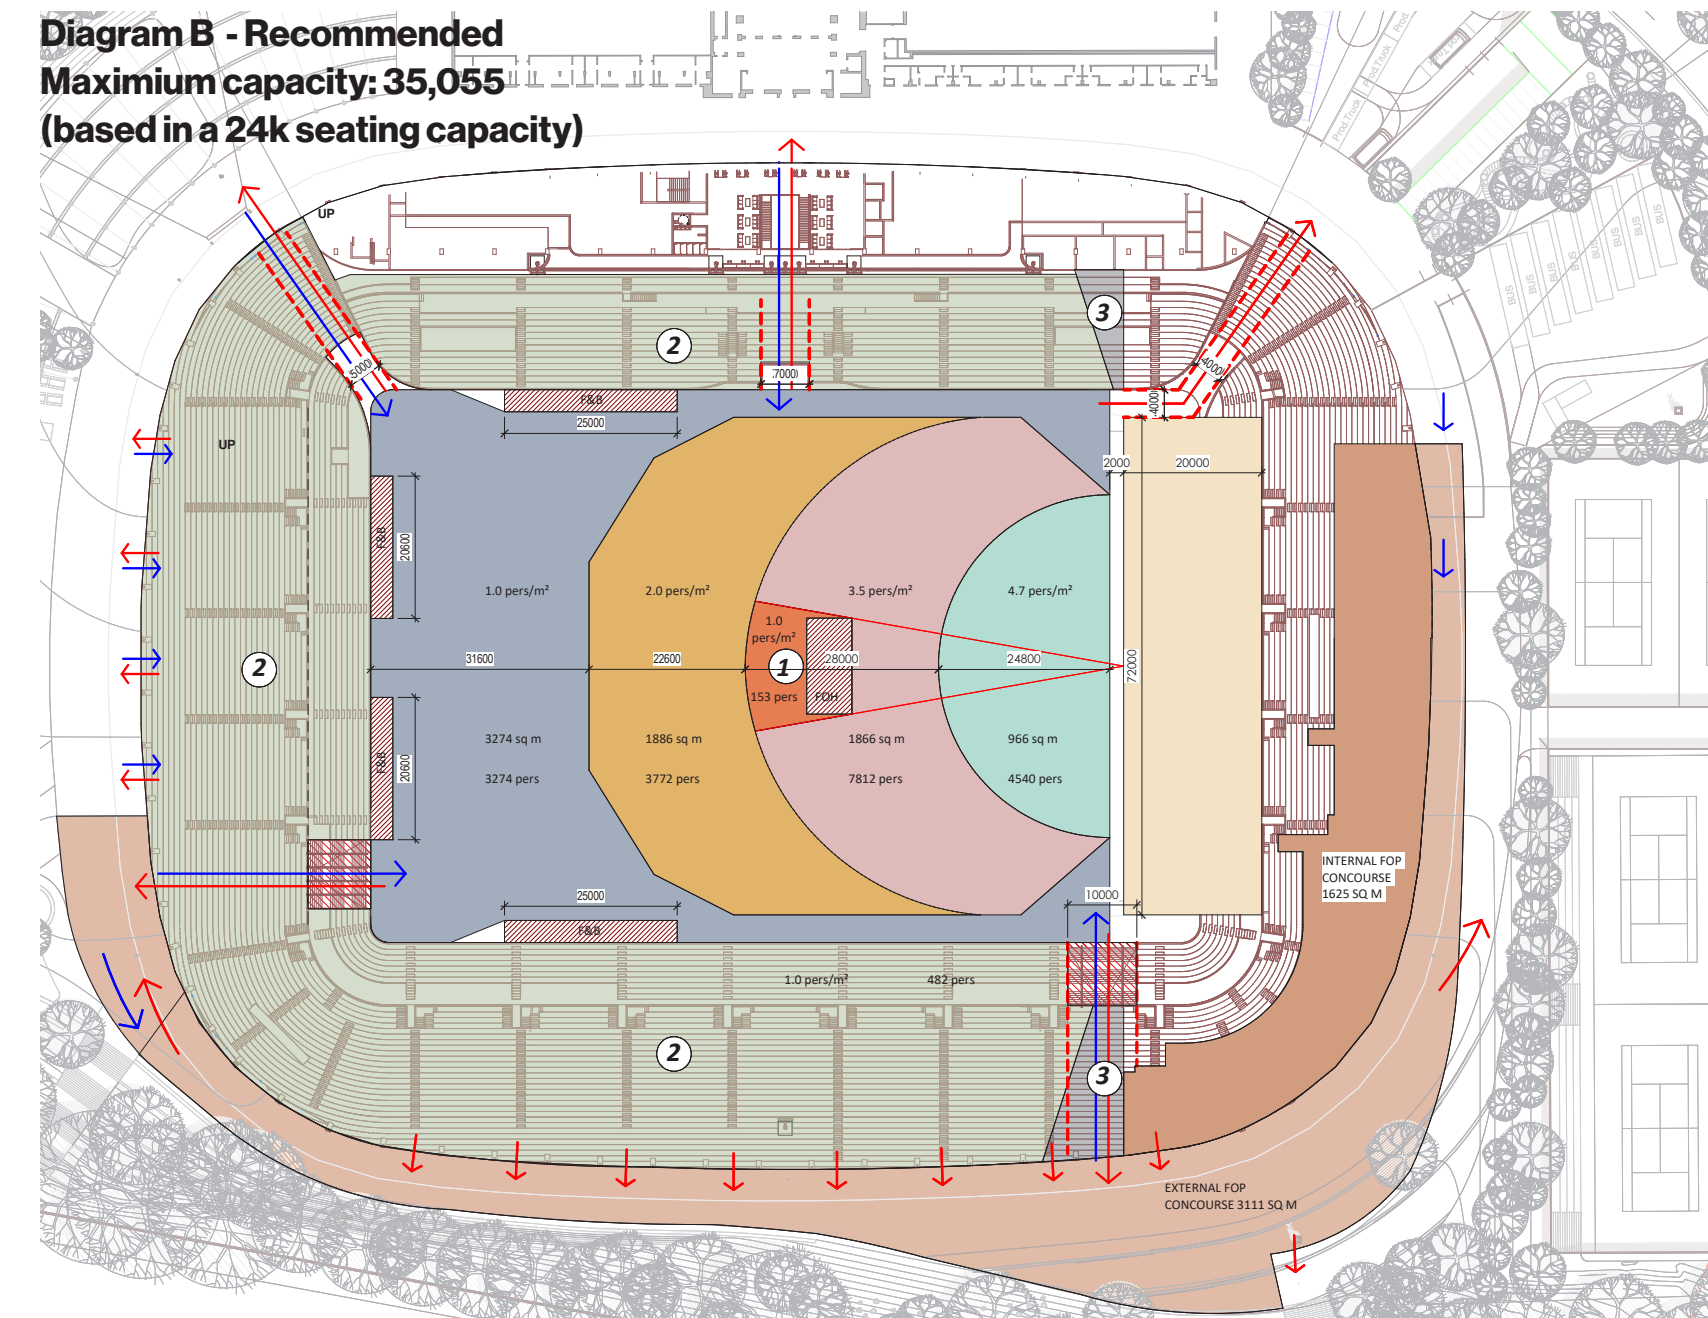 Diagram B - Recommended
Maximium capacity: 35,055
(based in a 24k seating capacity)
Prod.Truck
Prod.Truck
Prod.
BUS
BUS
BUS
BUS
BUS
BUS
UP
UP
3
2
5000
7000
4000
4000
F&B
25000
2000
20000
F&B
20600
1.0 pers/m²
2.0 pers/m²
3.5 pers/m²
4.7 pers/m²
1.0
pers/m²
2
31600
22600
1
28000
24800
72000
153 pers
FOH
3274 sq m
1886 sq m
1866 sq m
966 sq m
3274 pers
3772 pers
7812 pers
4540 pers
F&B
20600
INTERNAL FOP
CONCOURSE
1625 SQ M
25000
10000
F&B
1.0 pers/m²
482 pers
2
3
EXTERNAL FOP
CONCOURSE 3111 SQ M